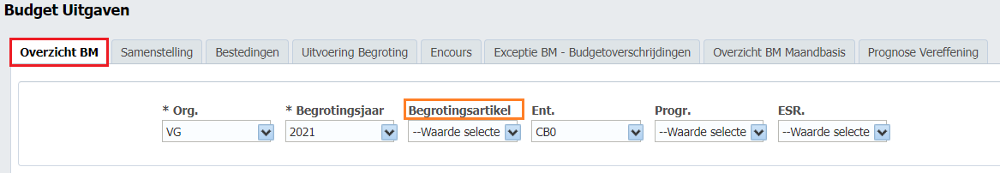 Budget Uitgaven
Overzicht BM Samenstelling Bestedingen Uitvoering Begroting Encours Exceptie BM - Budgetoverschrijdingen Overzicht BM Maandbasis Prognose Vereffening
* Org. * Begrotingsjaar Begrotingsartikel Ent. Progr. ESR.
VG 2021 --Waarde selecte CB0 --Waarde selecte --Waarde selecte